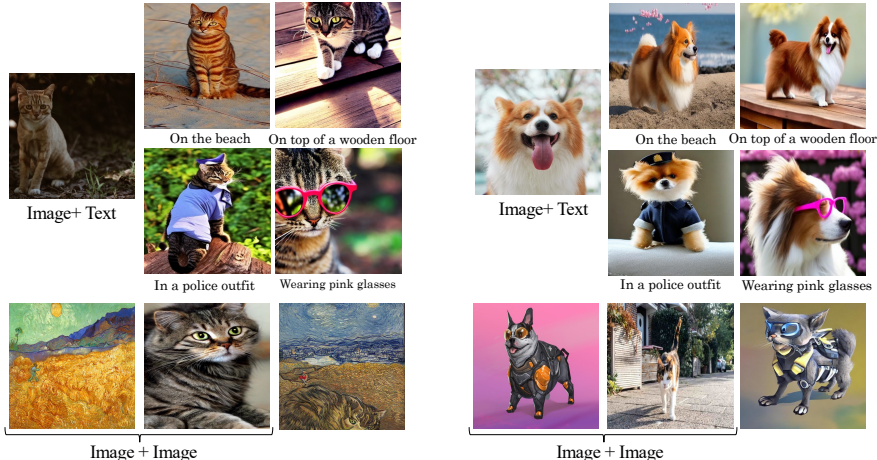 On the beach
On top of a wooden floor
Image+ Text
In a police outfit
Wearing pink glasses
Image + Image
On the beach
On top of a wooden floor
Image+ Text
In a police outfit
Wearing pink glasses
Image + Image